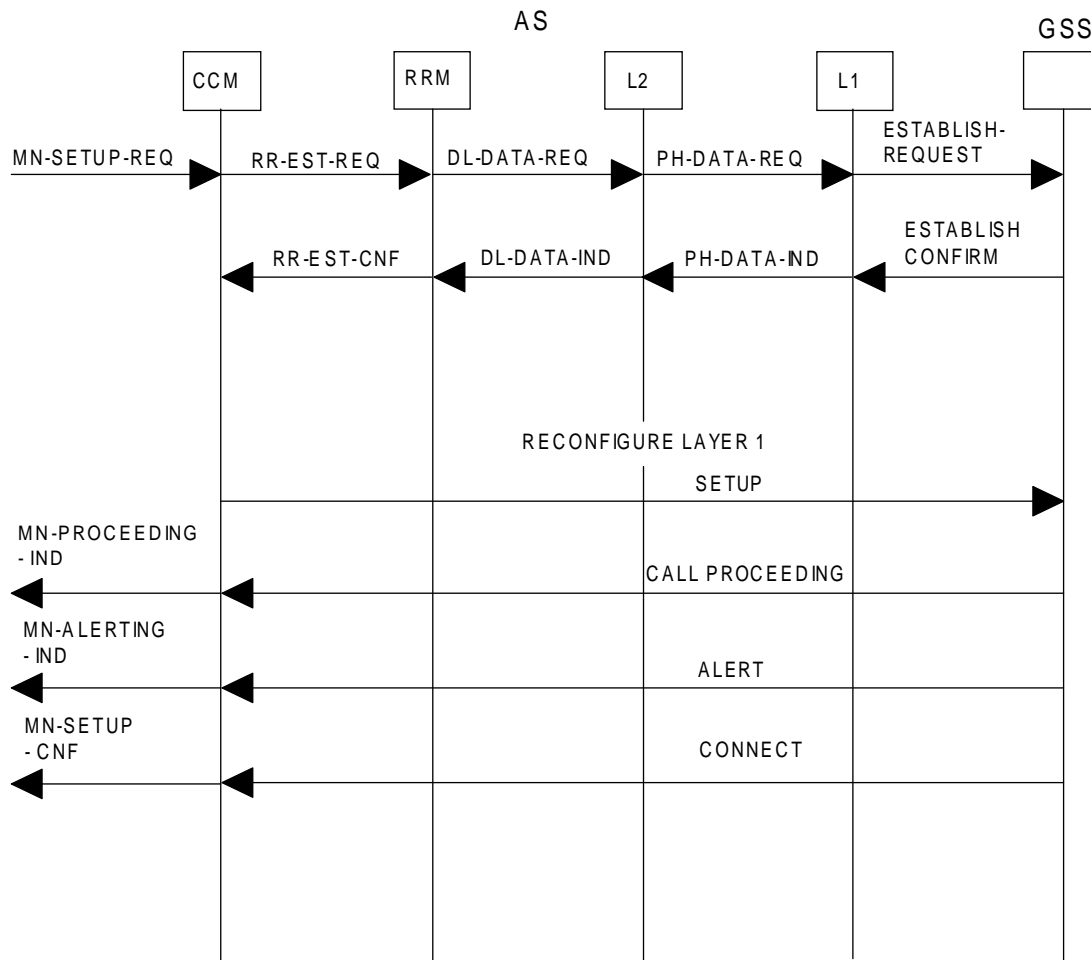 AS
GSS
CCM
RRM
L2
L1
MN-SETUP-REQ
RR-EST-REQ
DL-DATA-REQ
PH-DATA-REQ
ESTABLISH-
REQUEST
RR-EST-CNF
DL-DATA-IND
PH-DATA-IND
ESTABLISH
CONFIRM
RECONFIGURE LAYER 1
SETUP
MN-PROCEEDING
- IND
CALL PROCEEDING
MN-ALERTING
- IND
ALERT
MN-SETUP
- CNF
CONNECT